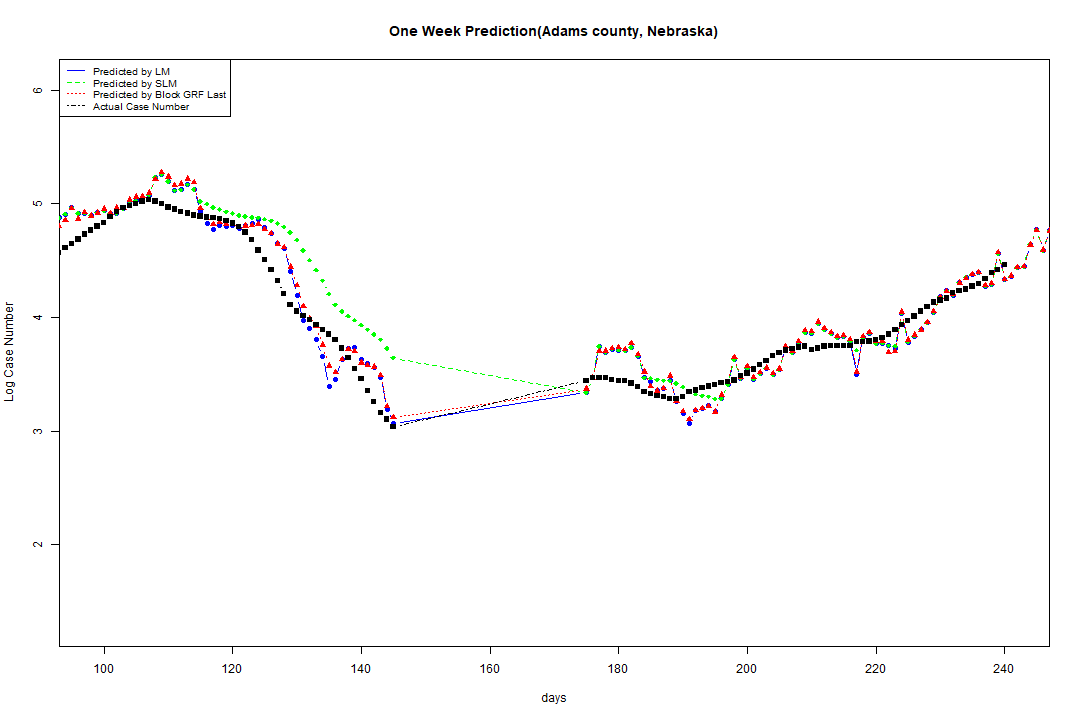 One Week Prediction(Adams county, Nebraska)
Predicted by LM
Predicted by SLM
Predicted by Block GRF Last
Actual Case Number
6
5
4
3
2
Log Case Number
100 120 140 160 180 200 220 240
days